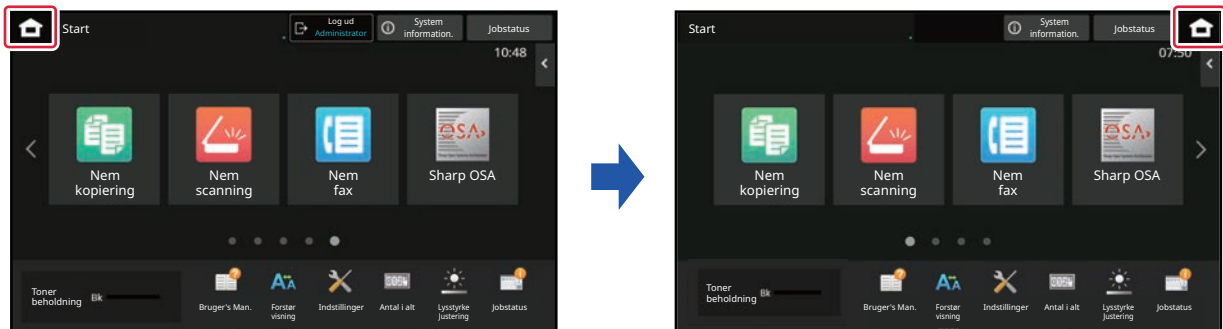 Start
Log ud
Administrator
System
information.
Jobstatus
10:48
Nem
kopiering
Nem
scanning
Nem
fax
OSA
Sharp OSA
Toner
beholdning
Bk
Bruger's Man.
Forstør
visning
Indstillinger
Antal i alt
Lysstyrke
Justering
Jobstatus
Start
System
information.
Jobstatus
07:50
Nem
kopiering
Nem
scanning
Nem
fax
OSA
Sharp OSA
Toner
beholdning
Bk
Bruger's Man.
Forstør
visning
Indstillinger
Antal i alt
Lysstyrke
Justering
Jobstatus